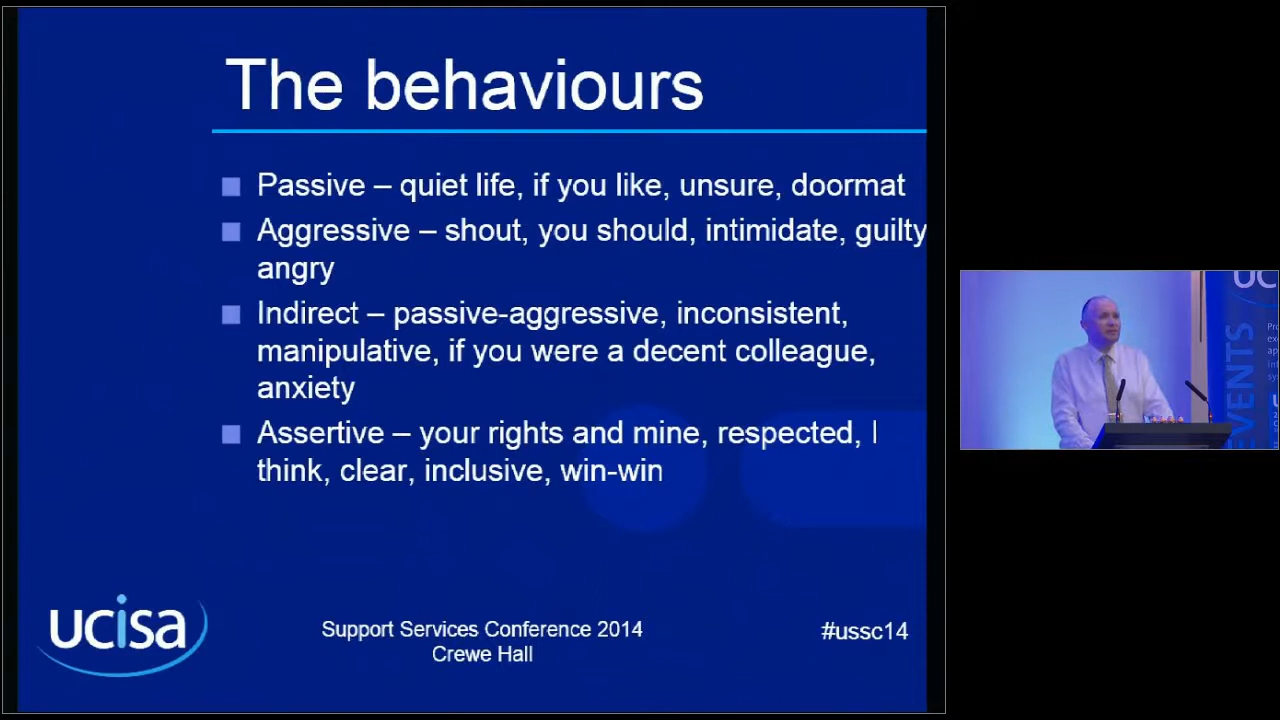 The behaviours
Passive – quiet life, if you like, unsure, doormat
Aggressive – shout, you should, intimidate, guilty
angry
Indirect – passive-aggressive, inconsistent,
manipulative, if you were a decent colleague,
anxiety
Assertive – your rights and mine, respected, I
think, clear, inclusive, win-win
ucisa
Support Services Conference 2014
Crewe Hall
#ussc14
UC
EVENTS